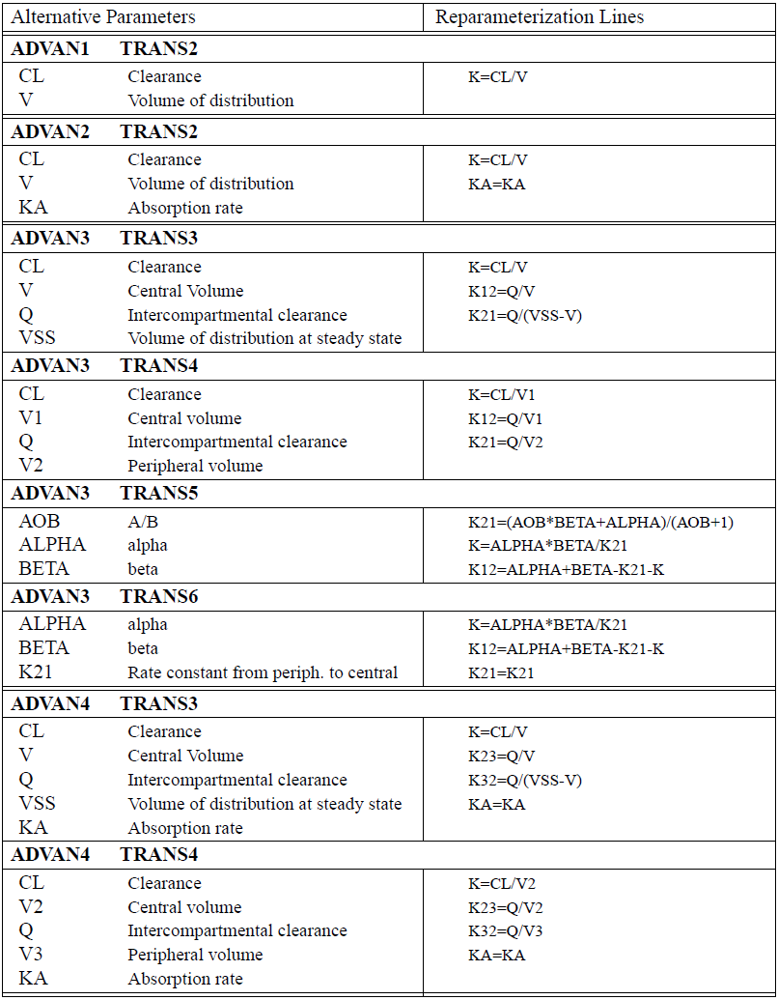 Alternative Parameters Reparameterization Lines
ADVAN1 TRANS2
CL Clearance K=CL/V
V Volume of distribution
ADVAN2 TRANS2
CL Clearance K=CL/V
V Volume of distribution KA=KA
KA Absorption rate
ADVAN3 TRANS3
CL Clearance K=CL/V
V Central Volume K12=Q/V
Q Intercompartmental clearance K21=Q/(VSS-V)
VSS Volume of distribution at steady state
ADVAN3 TRANS4
CL Clearance K=CL/V1
V1 Central volume K12=Q/V1
Q Intercompartmental clearance K21=Q/V2
V2 Peripheral volume
ADVAN3 TRANS5
AOB A/B K21=(AOB*BETA+ALPHA)/(AOB+1)
ALPHA alpha K=ALPHA*BETA/K21
BETA beta K12=ALPHA+BETA-K21-K
ADVAN3 TRANS6
ALPHA alpha K=ALPHA*BETA/K21
BETA beta K12=ALPHA+BETA-K21-K
K21 Rate constant from periph. to central K21=K21
ADVAN4 TRANS3
CL Clearance K=CL/V
V Central Volume K23=Q/V
Q Intercompartmental clearance K32=Q/(VSS-V)
VSS Volume of distribution at steady state KA=KA
KA Absorption rate
ADVAN4 TRANS4
CL Clearance K=CL/V2
V2 Central volume K23=Q/V2
Q Intercompartmental clearance K32=Q/V3
V3 Peripheral volume KA=KA
KA Absorption rate